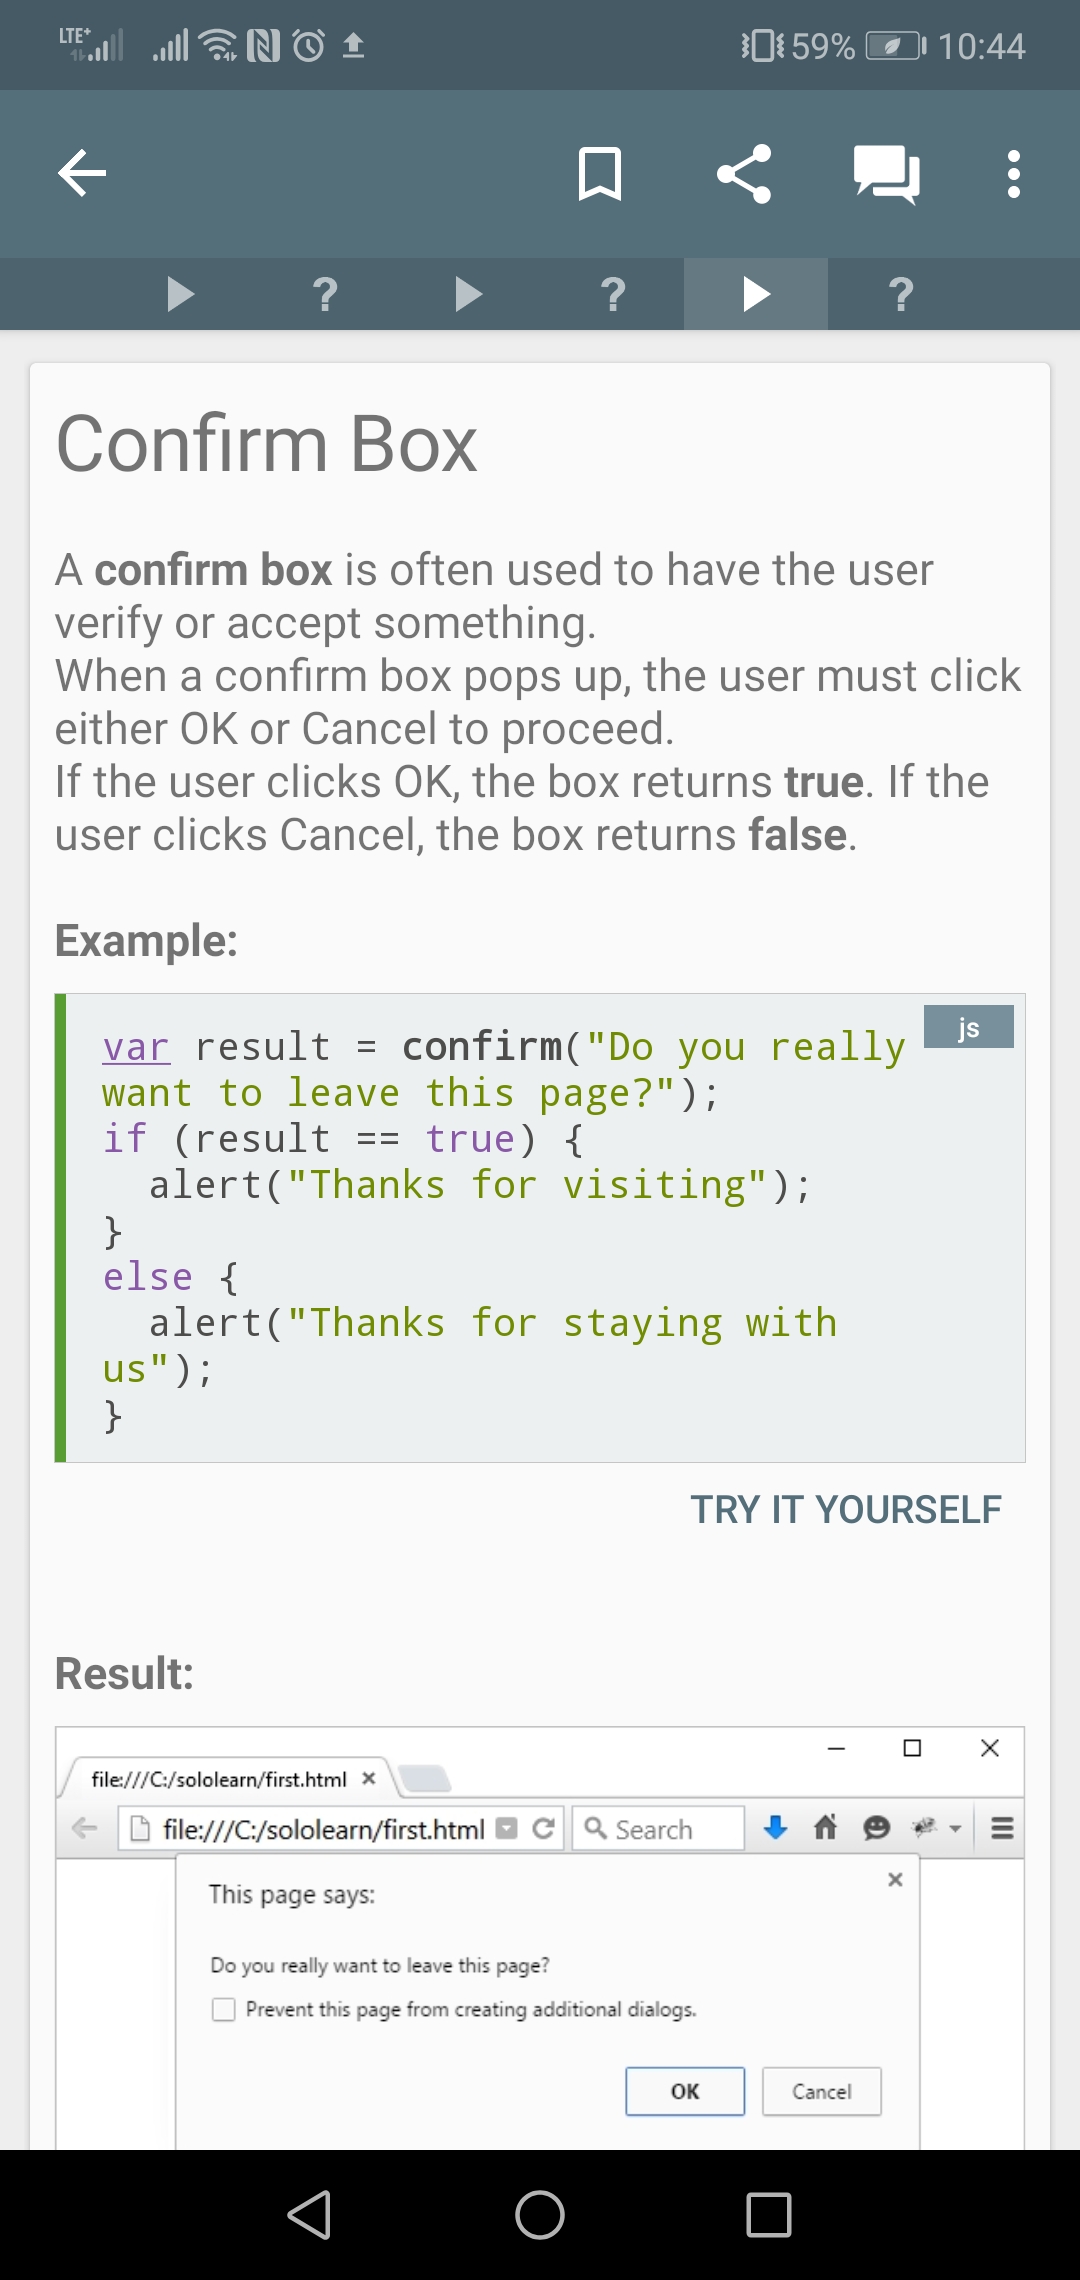 LTE+ 59% 10:44
? ? ?
Confirm Box
A confirm box is often used to have the user
verify or accept something.
When a confirm box pops up, the user must click
either OK or Cancel to proceed.
If the user clicks OK, the box returns true. If the
user clicks Cancel, the box returns false.
Example:
js
var result = confirm("Do you really
want to leave this page?");
if (result == true) {
  alert("Thanks for visiting");
}
else {
  alert("Thanks for staying with
us");
}
TRY IT YOURSELF
Result:
file:///C:/sololearn/first.html
file:///C:/sololearn/first.html Search
This page says:
Do you really want to leave this page?
Prevent this page from creating additional dialogs.
OK Cancel